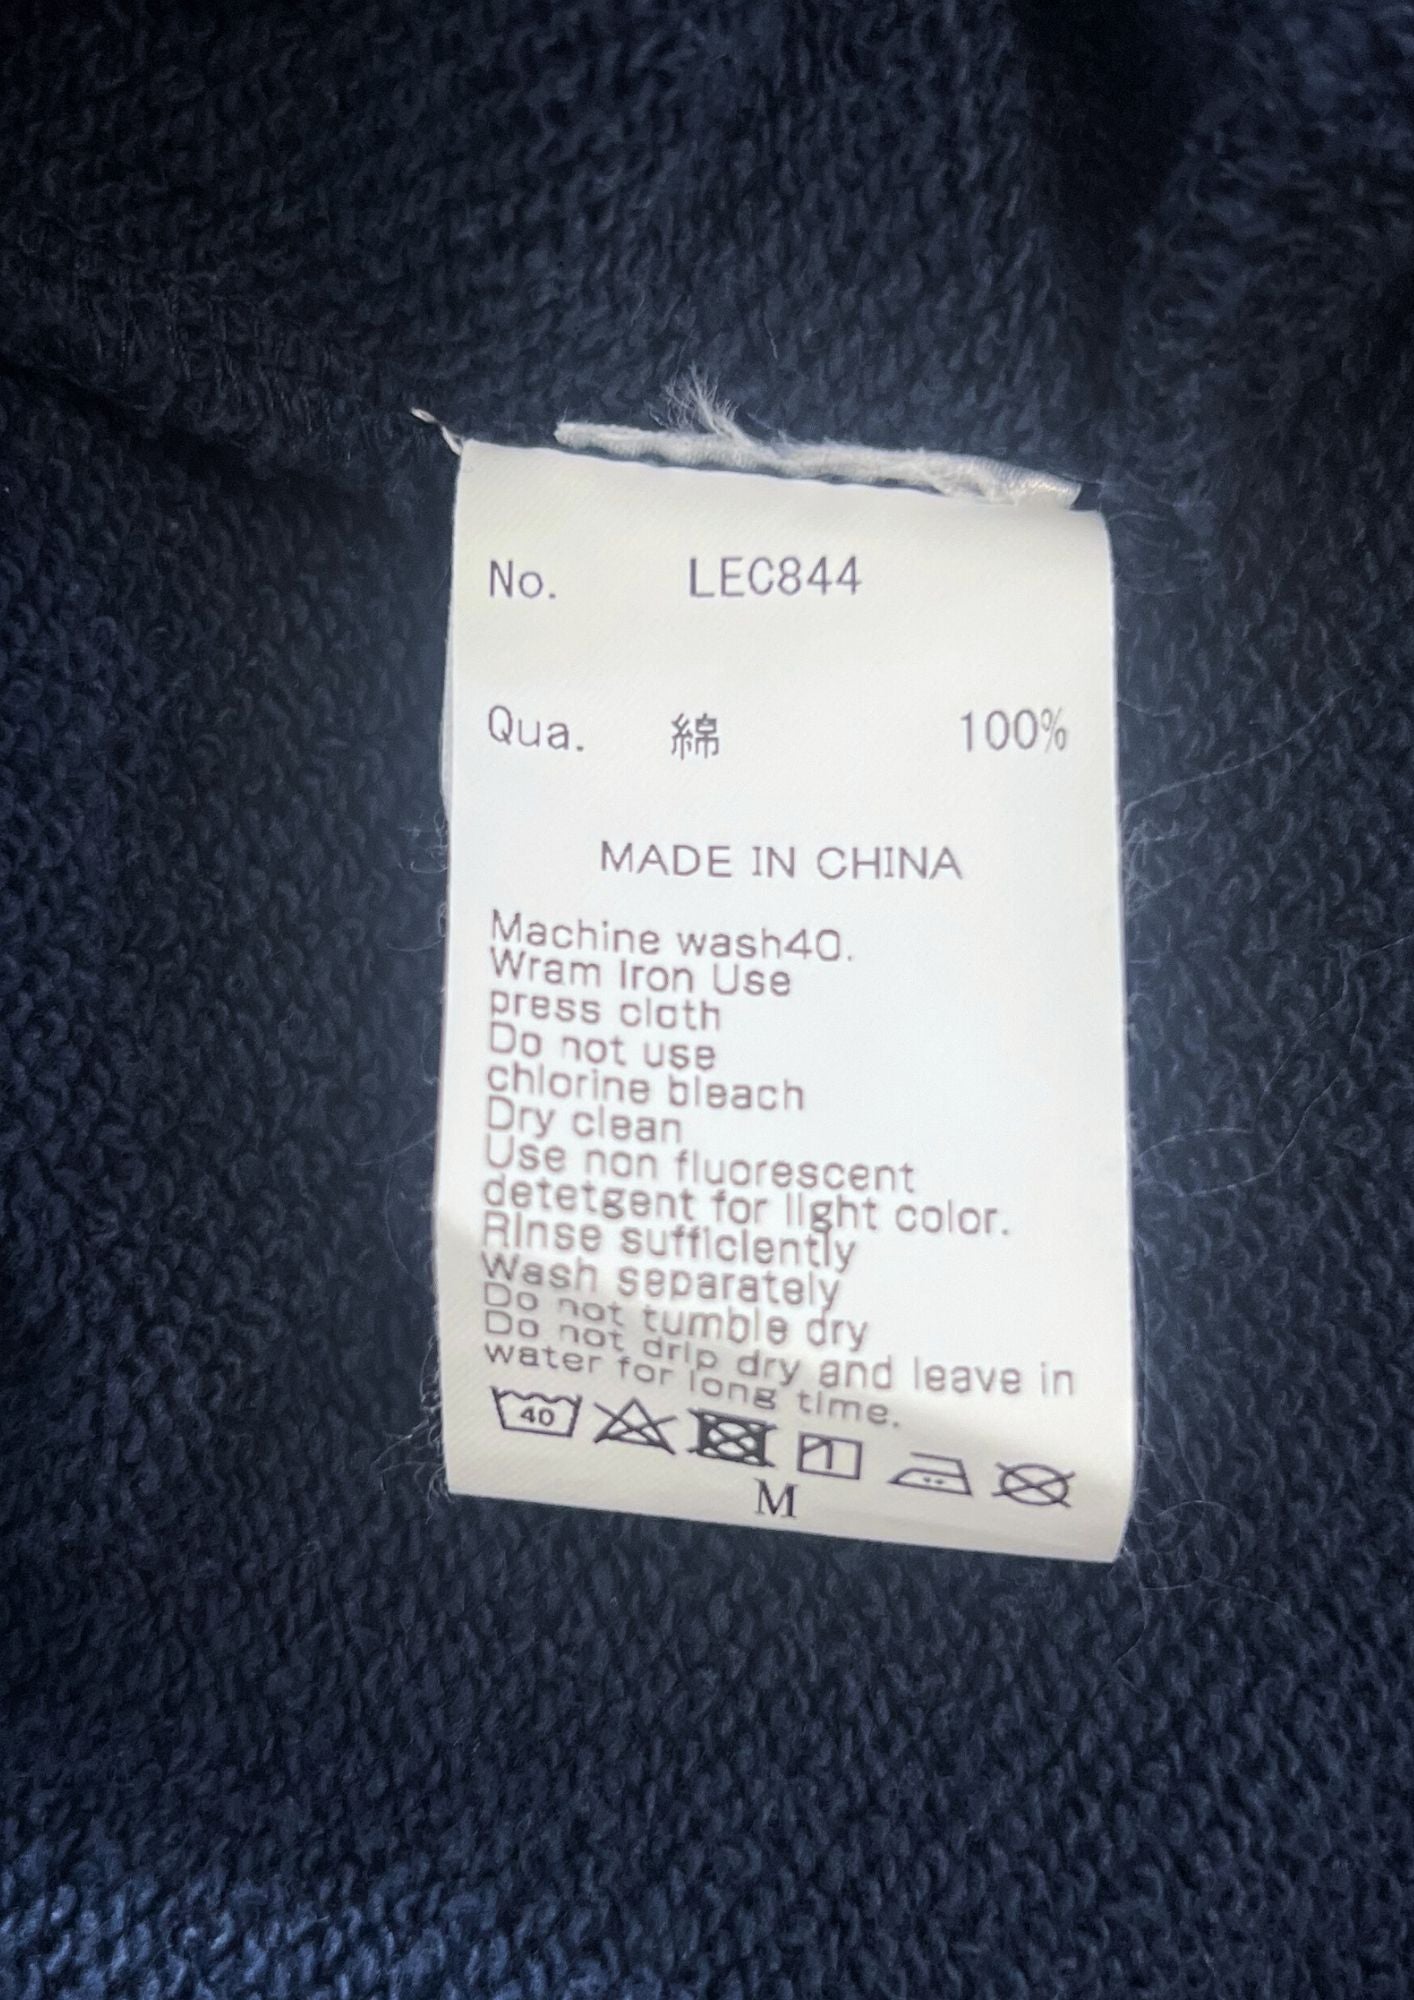 No. LEC844
Qua. 綿 100%
MADE IN CHINA
Machine wash40.
Wram Iron Use
press cloth
Do not use
chlorine bleach
Dry clean
Use non fluorescent
detetgent for light color.
Rinse sufficiently
Wash separately
Do not tumble dry
Do not drip dry and leave in
water for long time.
40
M